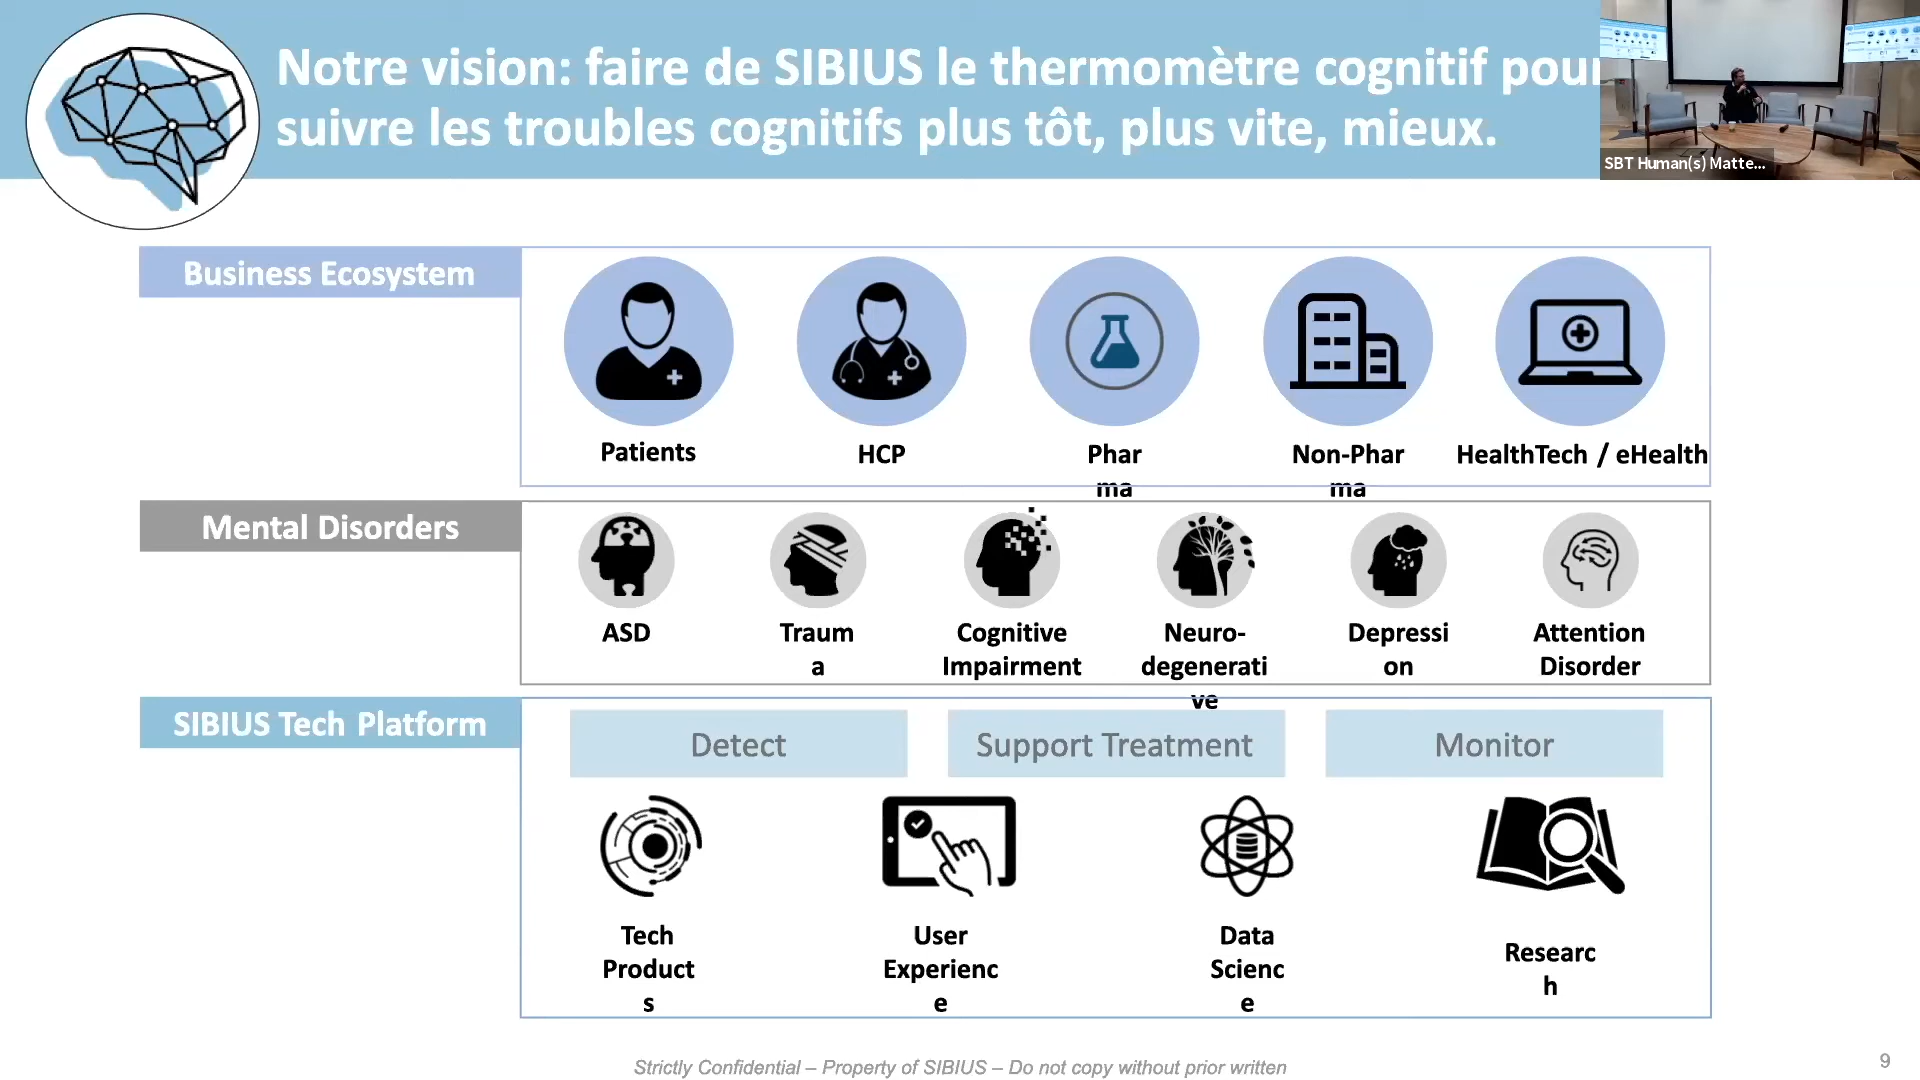 Notre vision: faire de SIBIUS le thermomètre cognitif pour
suivre les troubles cognitifs plus tôt, plus vite, mieux.
SBT Human(s) Matte...
Business Ecosystem
Patients
HCP
Phar
ma
Non-Phar
ma
HealthTech / eHealth
Mental Disorders
ASD
Traum
a
Cognitive
Impairment
Neuro-
degenerati
ve
Depressi
on
Attention
Disorder
SIBIUS Tech Platform
Detect
Support Treatment
Monitor
Tech
Product
s
User
Experienc
e
Data
Scienc
e
Researc
h
Strictly Confidential – Property of SIBIUS – Do not copy without prior written
9